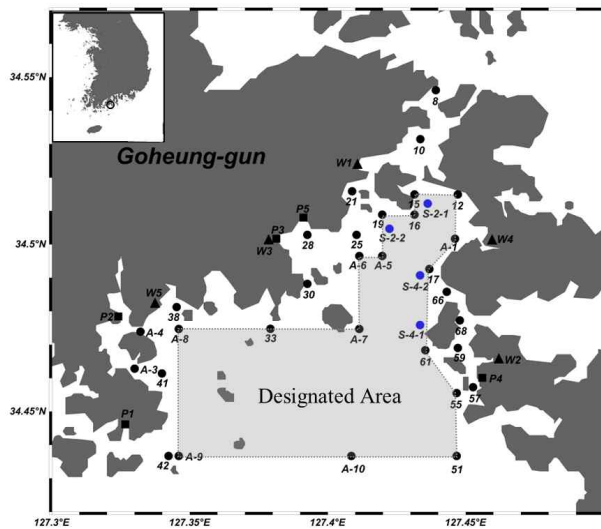 34.55°N
8
10
Goheung-gun
W1
21
15
12
S-2-1
P5
19
16
S-2-2
P3
28
25
A-1
W4
34.5°N
W3
A-6
A-5
17
S-4-2
30
66
W5
38
P2
A-4
A-8
33
A-7
S-4-1
68
61
59
W2
A-3
41
P4
57
34.45°N
Designated Area
55
P1
42
A-9
A-10
51
127.3°E
127.35°E
127.4°E
127.45°E